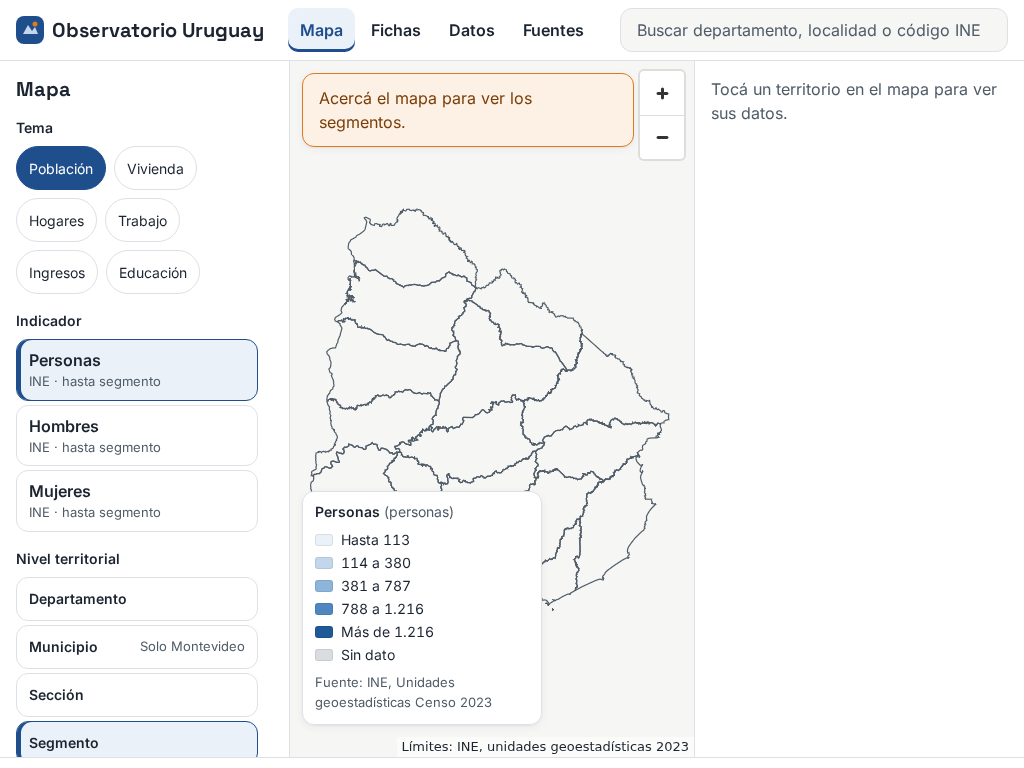 Observatorio Uruguay
Mapa
Fichas
Datos
Fuentes
Buscar departamento, localidad o código INE
Mapa
Tema
Población
Vivienda
Hogares
Trabajo
Ingresos
Educación
Indicador
Personas
INE · hasta segmento
Hombres
INE · hasta segmento
Mujeres
INE · hasta segmento
Nivel territorial
Departamento
Municipio
Solo Montevideo
Sección
Segmento
Acercá el mapa para ver los
segmentos.
+
−
Personas (personas)
Hasta 113
114 a 380
381 a 787
788 a 1.216
Más de 1.216
Sin dato
Fuente: INE, Unidades
geoestadísticas Censo 2023
Límites: INE, unidades geoestadísticas 2023
Tocá un territorio en el mapa para ver
sus datos.